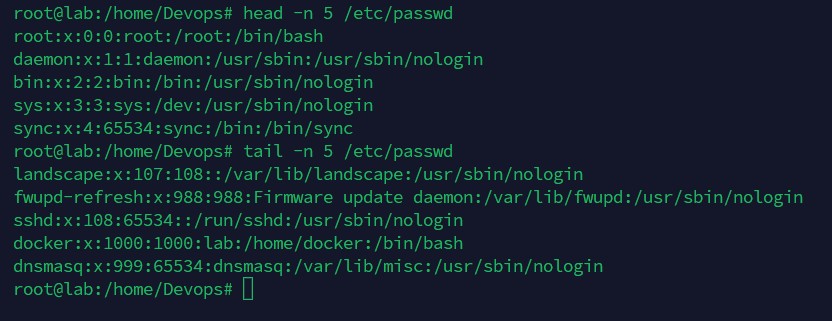 root@lab:/home/Devops# head -n 5 /etc/passwd
root:x:0:0:root:/root:/bin/bash
daemon:x:1:1:daemon:/usr/sbin:/usr/sbin/nologin
bin:x:2:2:bin:/bin:/usr/sbin/nologin
sys:x:3:3:sys:/dev:/usr/sbin/nologin
sync:x:4:65534:sync:/bin:/bin/sync
root@lab:/home/Devops# tail -n 5 /etc/passwd
landscape:x:107:108::/var/lib/landscape:/usr/sbin/nologin
fwupd-refresh:x:988:988:Firmware update daemon:/var/lib/fwupd:/usr/sbin/nologin
sshd:x:108:65534::/run/sshd:/usr/sbin/nologin
docker:x:1000:1000:lab:/home/docker:/bin/bash
dnsmasq:x:999:65534:dnsmasq:/var/lib/misc:/usr/sbin/nologin
root@lab:/home/Devops#